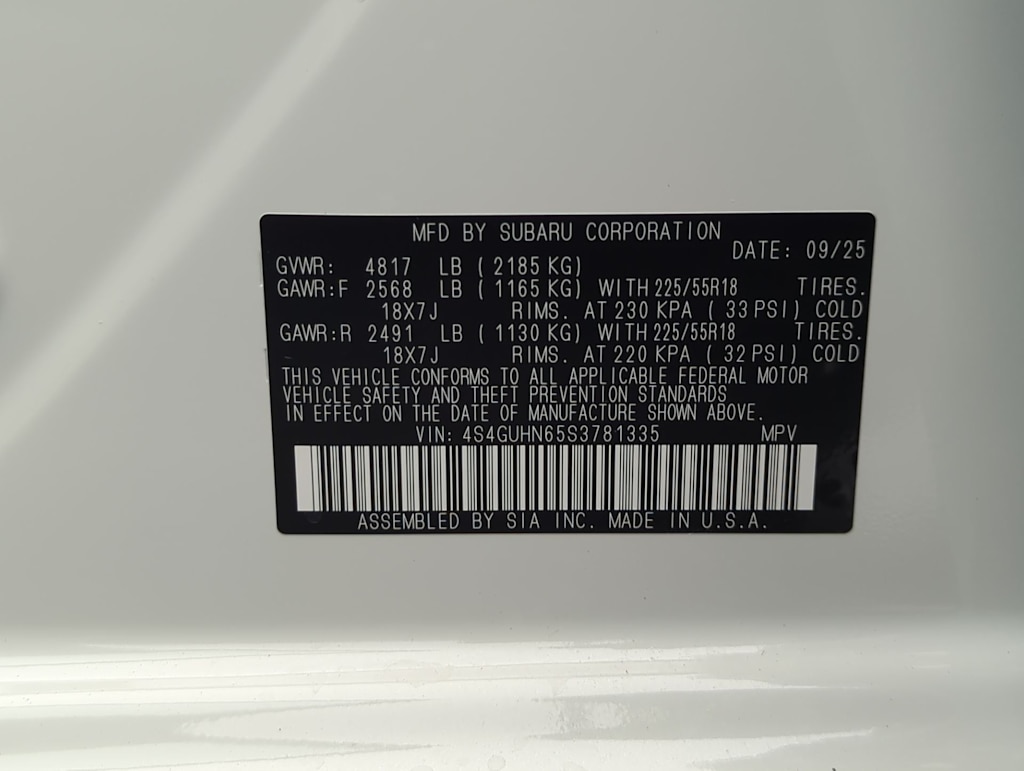 MFD BY SUBARU CORPORATION
DATE: 09/25
GVWR: 4817 LB ( 2185 KG)
GAWR:F 2568 LB ( 1165 KG) WITH 225/55R18 TIRES.
18X7J RIMS. AT 230 KPA ( 33 PSI) COLD
GAWR:R 2491 LB ( 1130 KG) WITH 225/55R18 TIRES.
18X7J RIMS. AT 220 KPA ( 32 PSI) COLD
THIS VEHICLE CONFORMS TO ALL APPLICABLE FEDERAL MOTOR
VEHICLE SAFETY AND THEFT PREVENTION STANDARDS
IN EFFECT ON THE DATE OF MANUFACTURE SHOWN ABOVE.
VIN: 4S4GUHN65S3781335 MPV
ASSEMBLED BY SIA INC. MADE IN U.S.A.